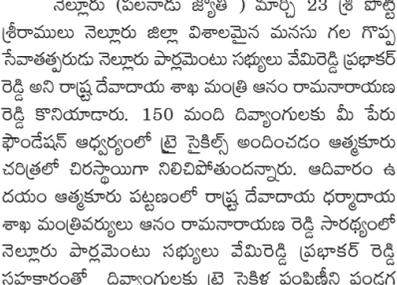 నెల్లూరు (పలనాడు జ్యోతి ) మార్చి 23 శ్రీ పొట్టి
శ్రీరాములు నెల్లూరు జిల్లా విశాలమైన మనసు గల గొప్ప
సేవాతత్పరుడు నెల్లూరు పార్లమెంటు సభ్యులు వేమిరెడ్డి ప్రభాకర్
రెడ్డి అని రాష్ట్ర దేవాదాయ శాఖ మంత్రి ఆనం రామనారాయణ
రెడ్డి కొనియాడారు. 150 మంది దివ్యాంగులకు మీ పేరు
ఫౌండేషన్ ఆధ్వర్యంలో ట్రై సైకిల్స్ అందించడం ఆత్మకూరు
చరిత్రలో చిరస్థాయిగా నిలిచిపోతుందన్నారు. ఆదివారం ఉ
దయం ఆత్మకూరు పట్టణంలో రాష్ట్ర దేవాదాయ ధర్మాదాయ
శాఖ మంత్రివర్యులు ఆనం రామనారాయణ రెడ్డి సారథ్యంలో
నెల్లూరు పార్లమెంటు సభ్యులు వేమిరెడ్డి ప్రభాకర్ రెడ్డి
సహకారంతో దివ్యాంగులకు ట్రై సెకిళ్ల పంపిణీని పండగ